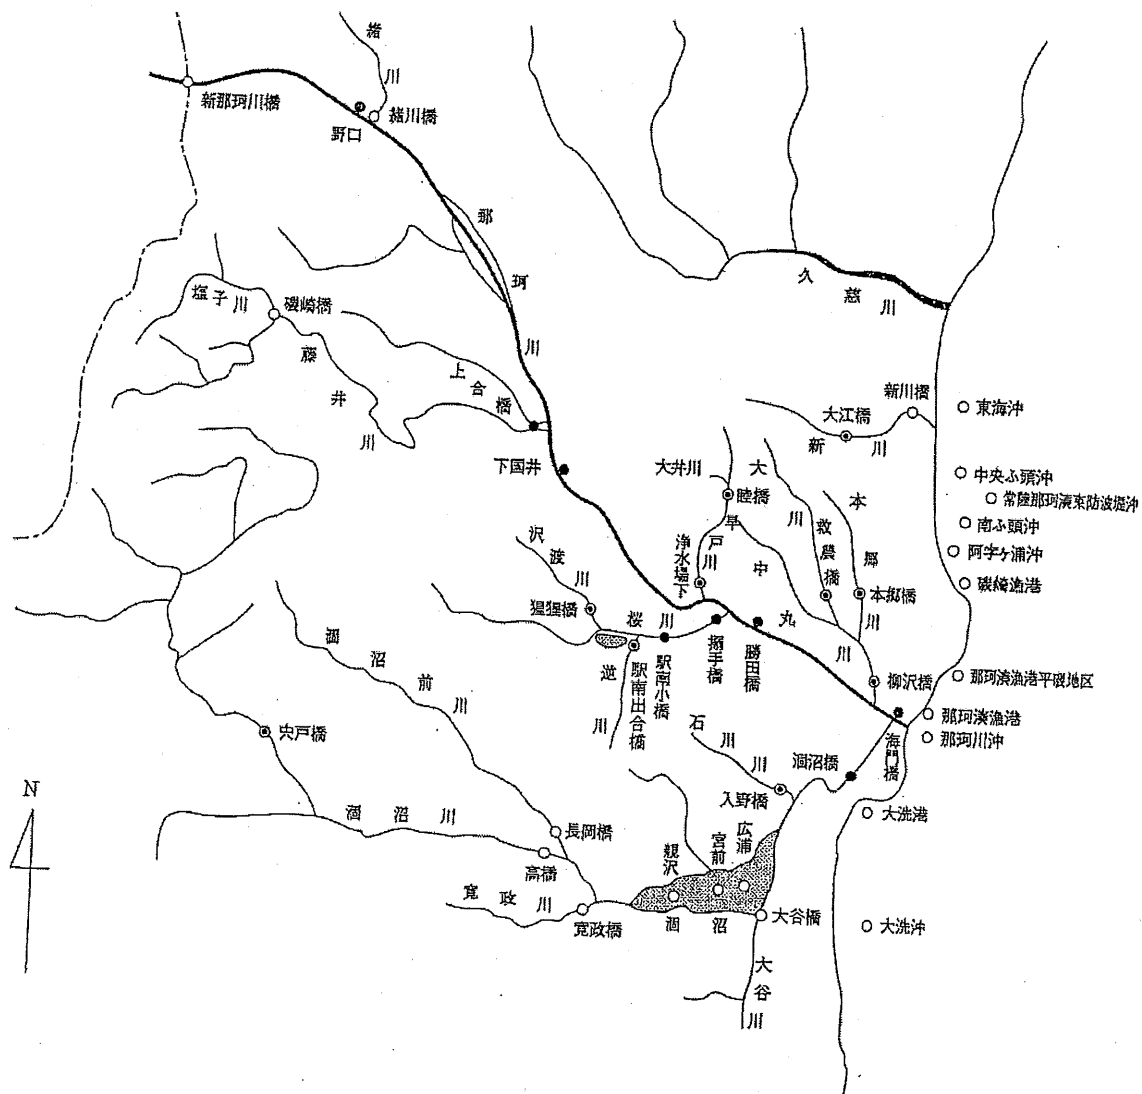 緒川
新那珂川橋
緒川橋
野口
那珂川
久慈川
塩子川
磯崎橋
藤井川
上合橋
新川橋
東海沖
大江橋
新川
下国井
大井川
大川
本郷川
中央ふ頭沖
睦橋
常陸那珂湊東防波堤沖
南ふ頭沖
早戸川
浄水場下
沢渡川
救農橋
阿字ケ浦沖
磯崎漁港
中丸川
本郷橋
猩猩橋
桜川
搦手橋
勝田橋
駅南小橋
駅南出合橋
逆川
涸沼前川
柳沢橋
那珂湊漁港平磯地区
那珂湊漁港
那珂川沖
海門橋
宍戸橋
石川川
涸沼橋
入野橋
大洗港
涸沼川
長岡橋
高橋
親沢
宮前
広浦
寛政川
寛政橋
涸沼
大谷橋
大洗沖
大谷川
N